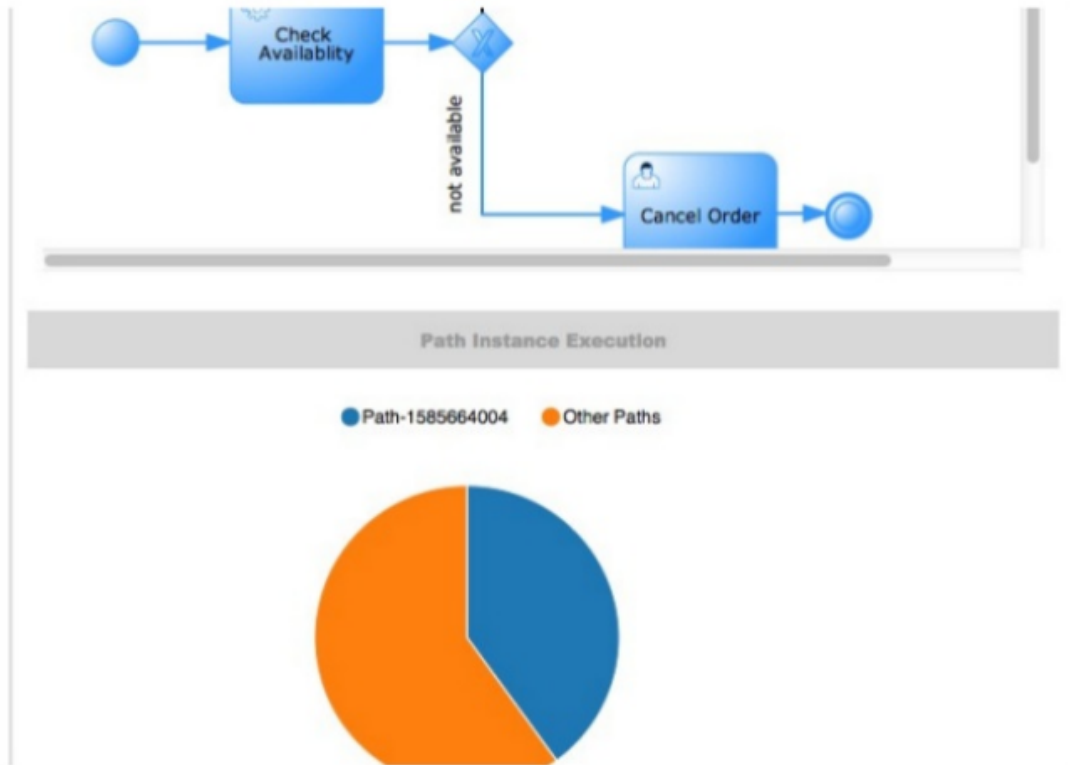 Check
Availablity
not available
Cancel Order
Path Instance Execution
Path-1585664004
Other Paths